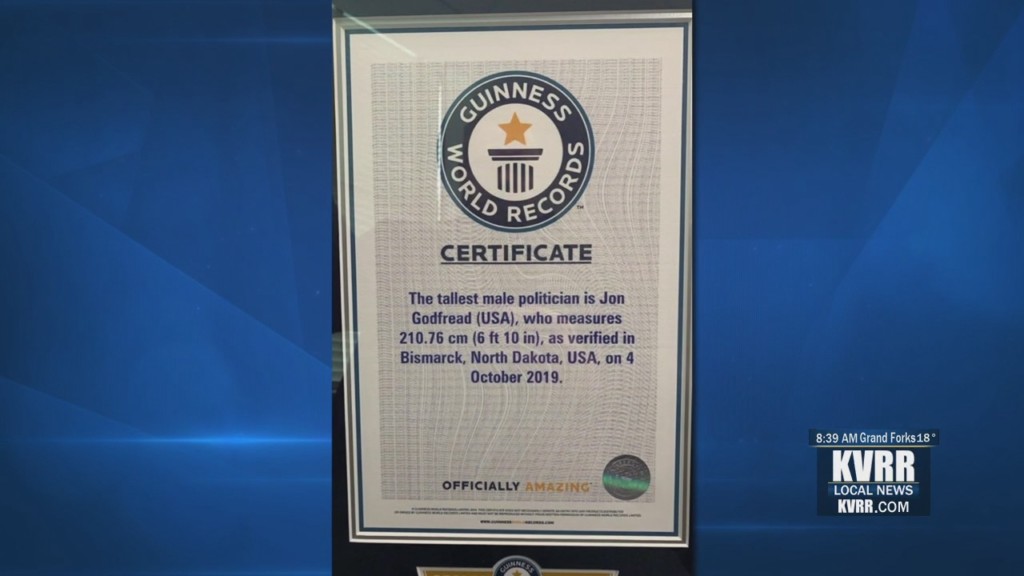 GUINNESS
WORLD RECORDS
TM
CERTIFICATE
The tallest male politician is Jon
Godfread (USA), who measures
210.76 cm (6 ft 10 in), as verified in
Bismarck, North Dakota, USA, on 4
October 2019.
OFFICIALLY AMAZING
GUINNESS
8:39 AM Grand Forks 18°
KVRR
LOCAL NEWS
KVRR.COM